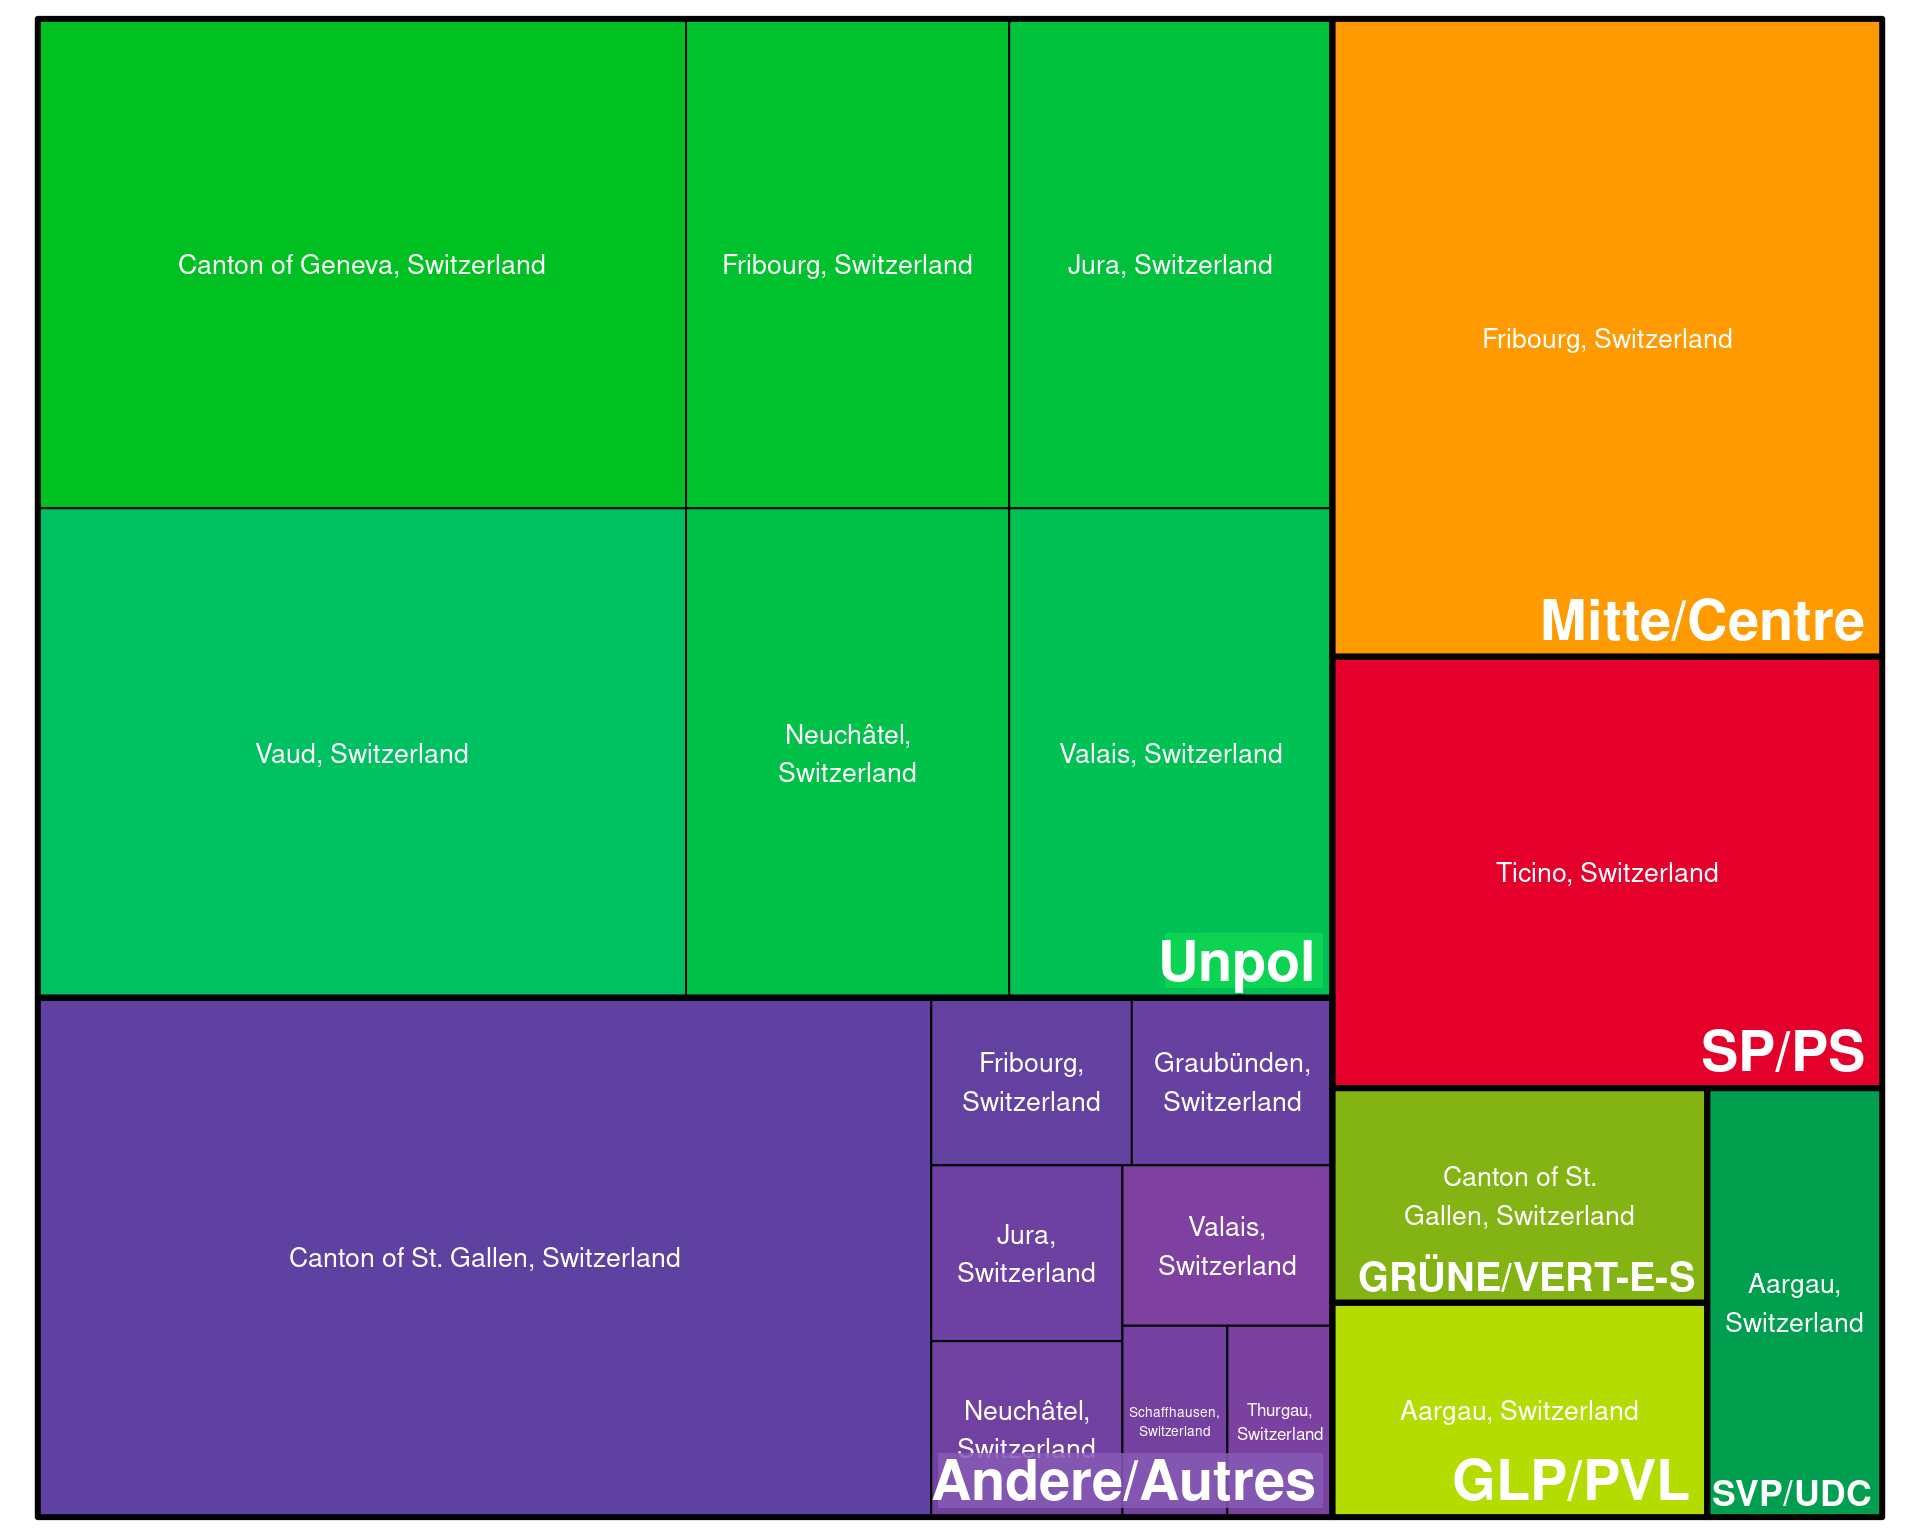 Canton of Geneva, Switzerland
Fribourg, Switzerland
Jura, Switzerland
Vaud, Switzerland
Neuchâtel,
Switzerland
Valais, Switzerland
Unpol
Canton of St. Gallen, Switzerland
Fribourg,
Switzerland
Graubünden,
Switzerland
Jura,
Switzerland
Valais,
Switzerland
Neuchâtel,
Switzerland
Schaffhausen,
Switzerland
Thurgau,
Switzerland
Andere/Autres
Fribourg, Switzerland
Mitte/Centre
Ticino, Switzerland
SP/PS
Canton of St.
Gallen, Switzerland
GRÜNE/VERT-E-S
Aargau, Switzerland
GLP/PVL
Aargau,
Switzerland
SVP/UDC